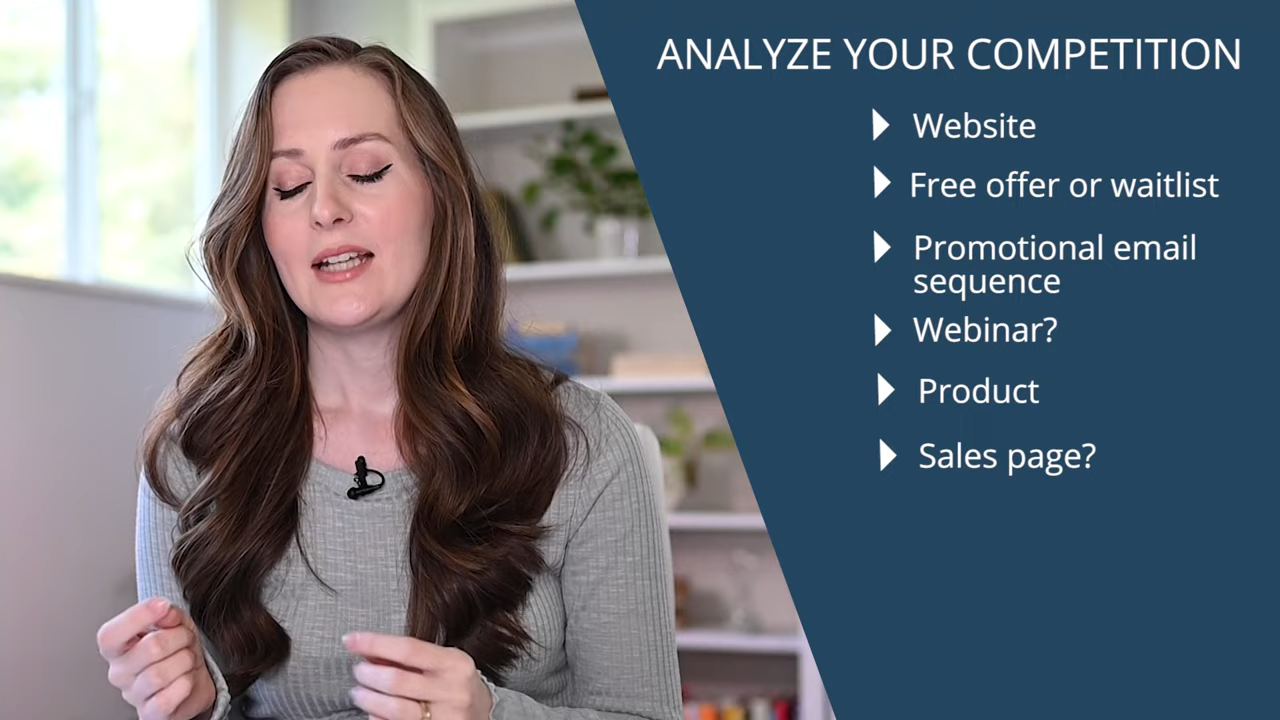 ANALYZE YOUR COMPETITION
Website
Free offer or waitlist
Promotional email
sequence
Webinar?
Product
Sales page?